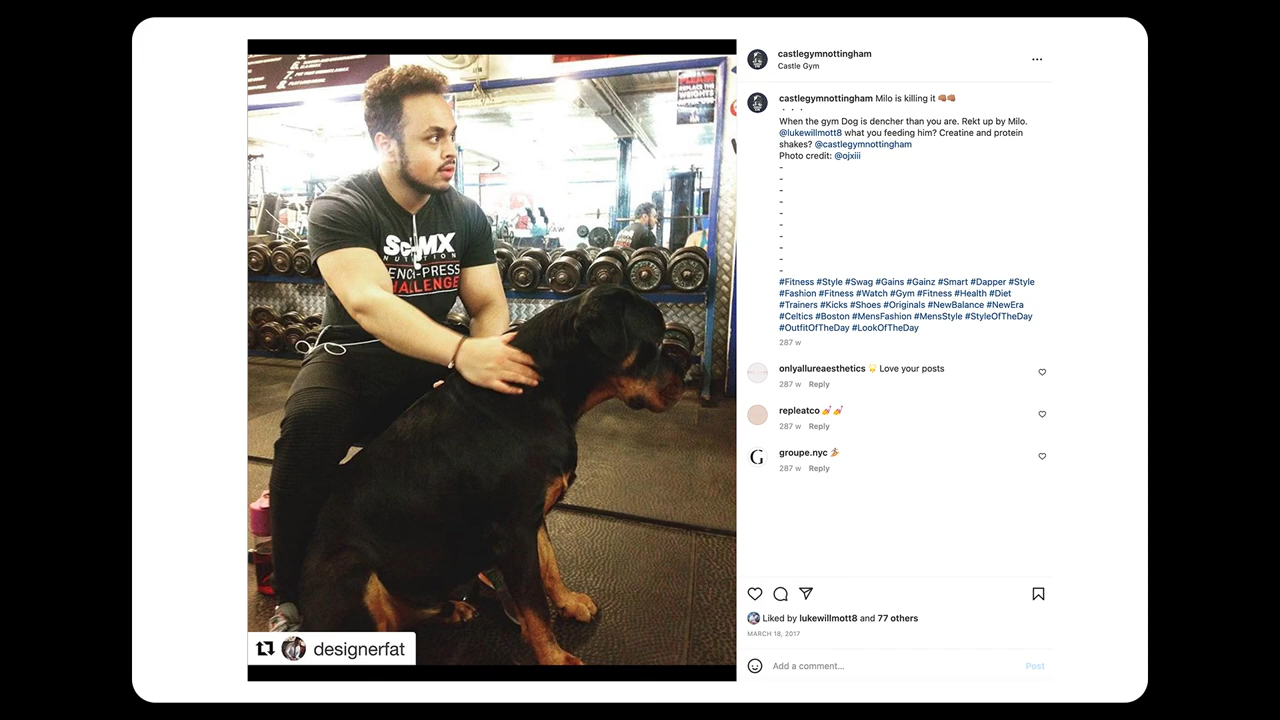 PLEASE
REPLACE THE
WEIGHTS
SCiMX
NUTRITION
BENCH-PRESS
CHALLENGE
designerfat
castlegymnottingham
Castle Gym
castlegymnottingham Milo is killing it 👊🏽👊🏽
. . .
When the gym Dog is dencher than you are. Rekt up by Milo.
@lukewillmott8 what you feeding him? Creatine and protein
shakes? @castlegymnottingham
Photo credit: @ojxiii
-
-
-
-
-
-
-
-
-
-
#Fitness #Style #Swag #Gains #Gainz #Smart #Dapper #Style
#Fashion #Fitness #Watch #Gym #Fitness #Health #Diet
#Trainers #Kicks #Shoes #Originals #NewBalance #NewEra
#Celtics #Boston #MensFashion #MensStyle #StyleOfTheDay
#OutfitOfTheDay #LookOfTheDay
287 w
onlyallureaesthetics Love your posts
287 w Reply
repleatco 💅💅
287 w Reply
G
groupe.nyc
287 w Reply
Liked by lukewillmott8 and 77 others
MARCH 18, 2017
Add a comment... Post